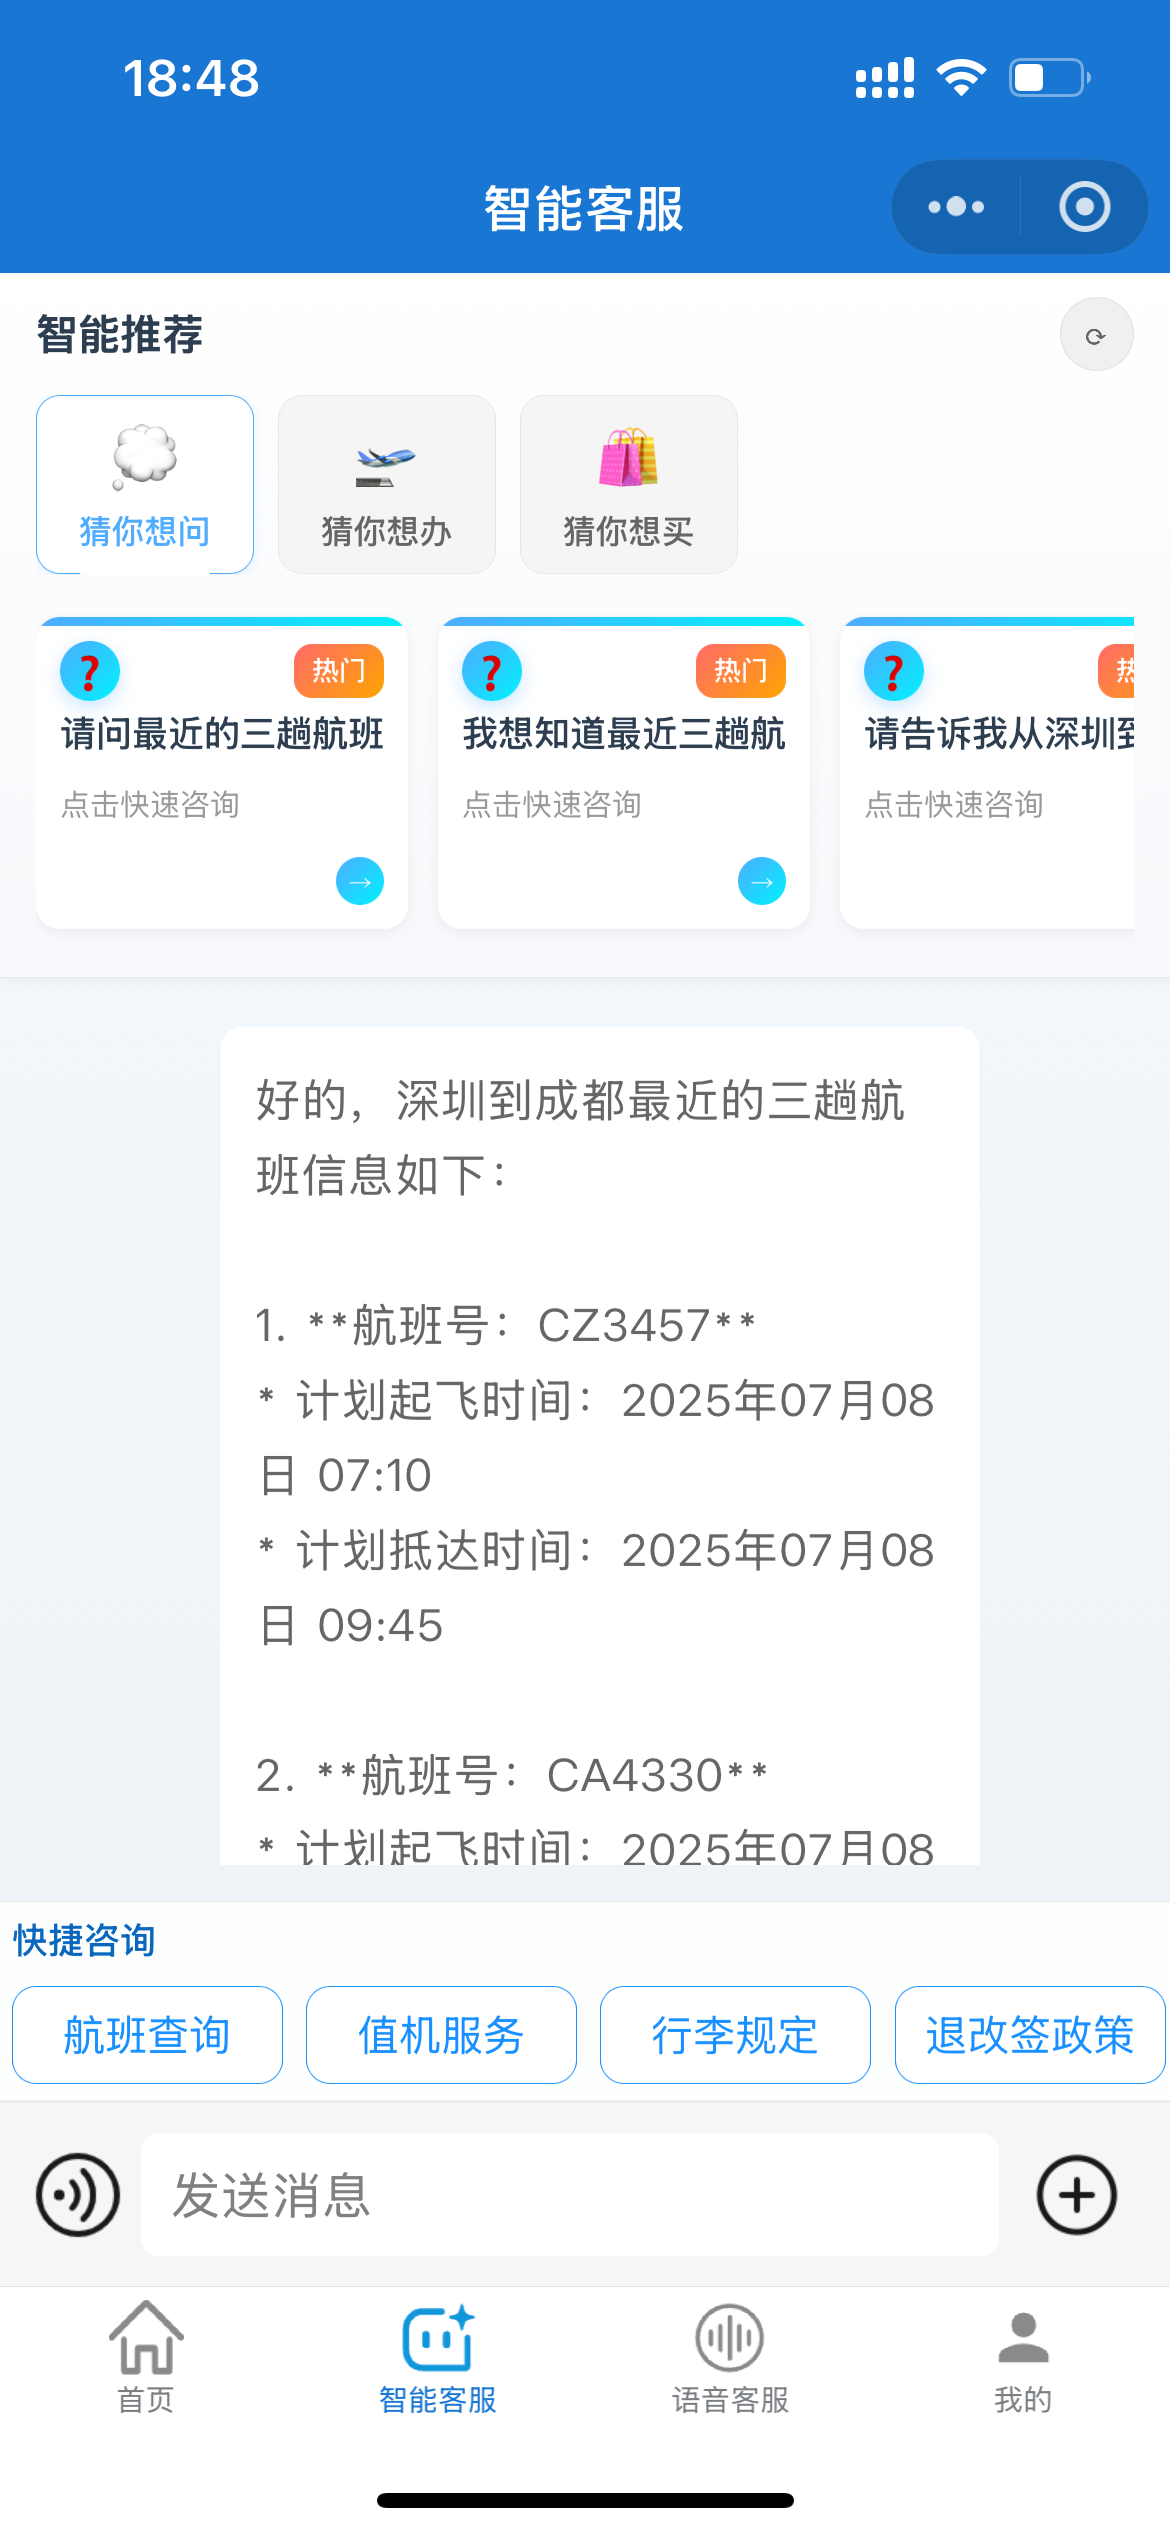 18:48
智能客服
智能推荐
猜你想问
猜你想办
猜你想买
热门
请问最近的三趟航班
点击快速咨询
热门
我想知道最近三趟航
点击快速咨询
热
请告诉我从深圳到
点击快速咨询
好的，深圳到成都最近的三趟航
班信息如下：
1. **航班号：CZ3457**
* 计划起飞时间：2025年07月08
日 07:10
* 计划抵达时间：2025年07月08
日 09:45
2. **航班号：CA4330**
* 计划起飞时间：2025年07月08
快捷咨询
航班查询
值机服务
行李规定
退改签政策
发送消息
首页
智能客服
语音客服
我的